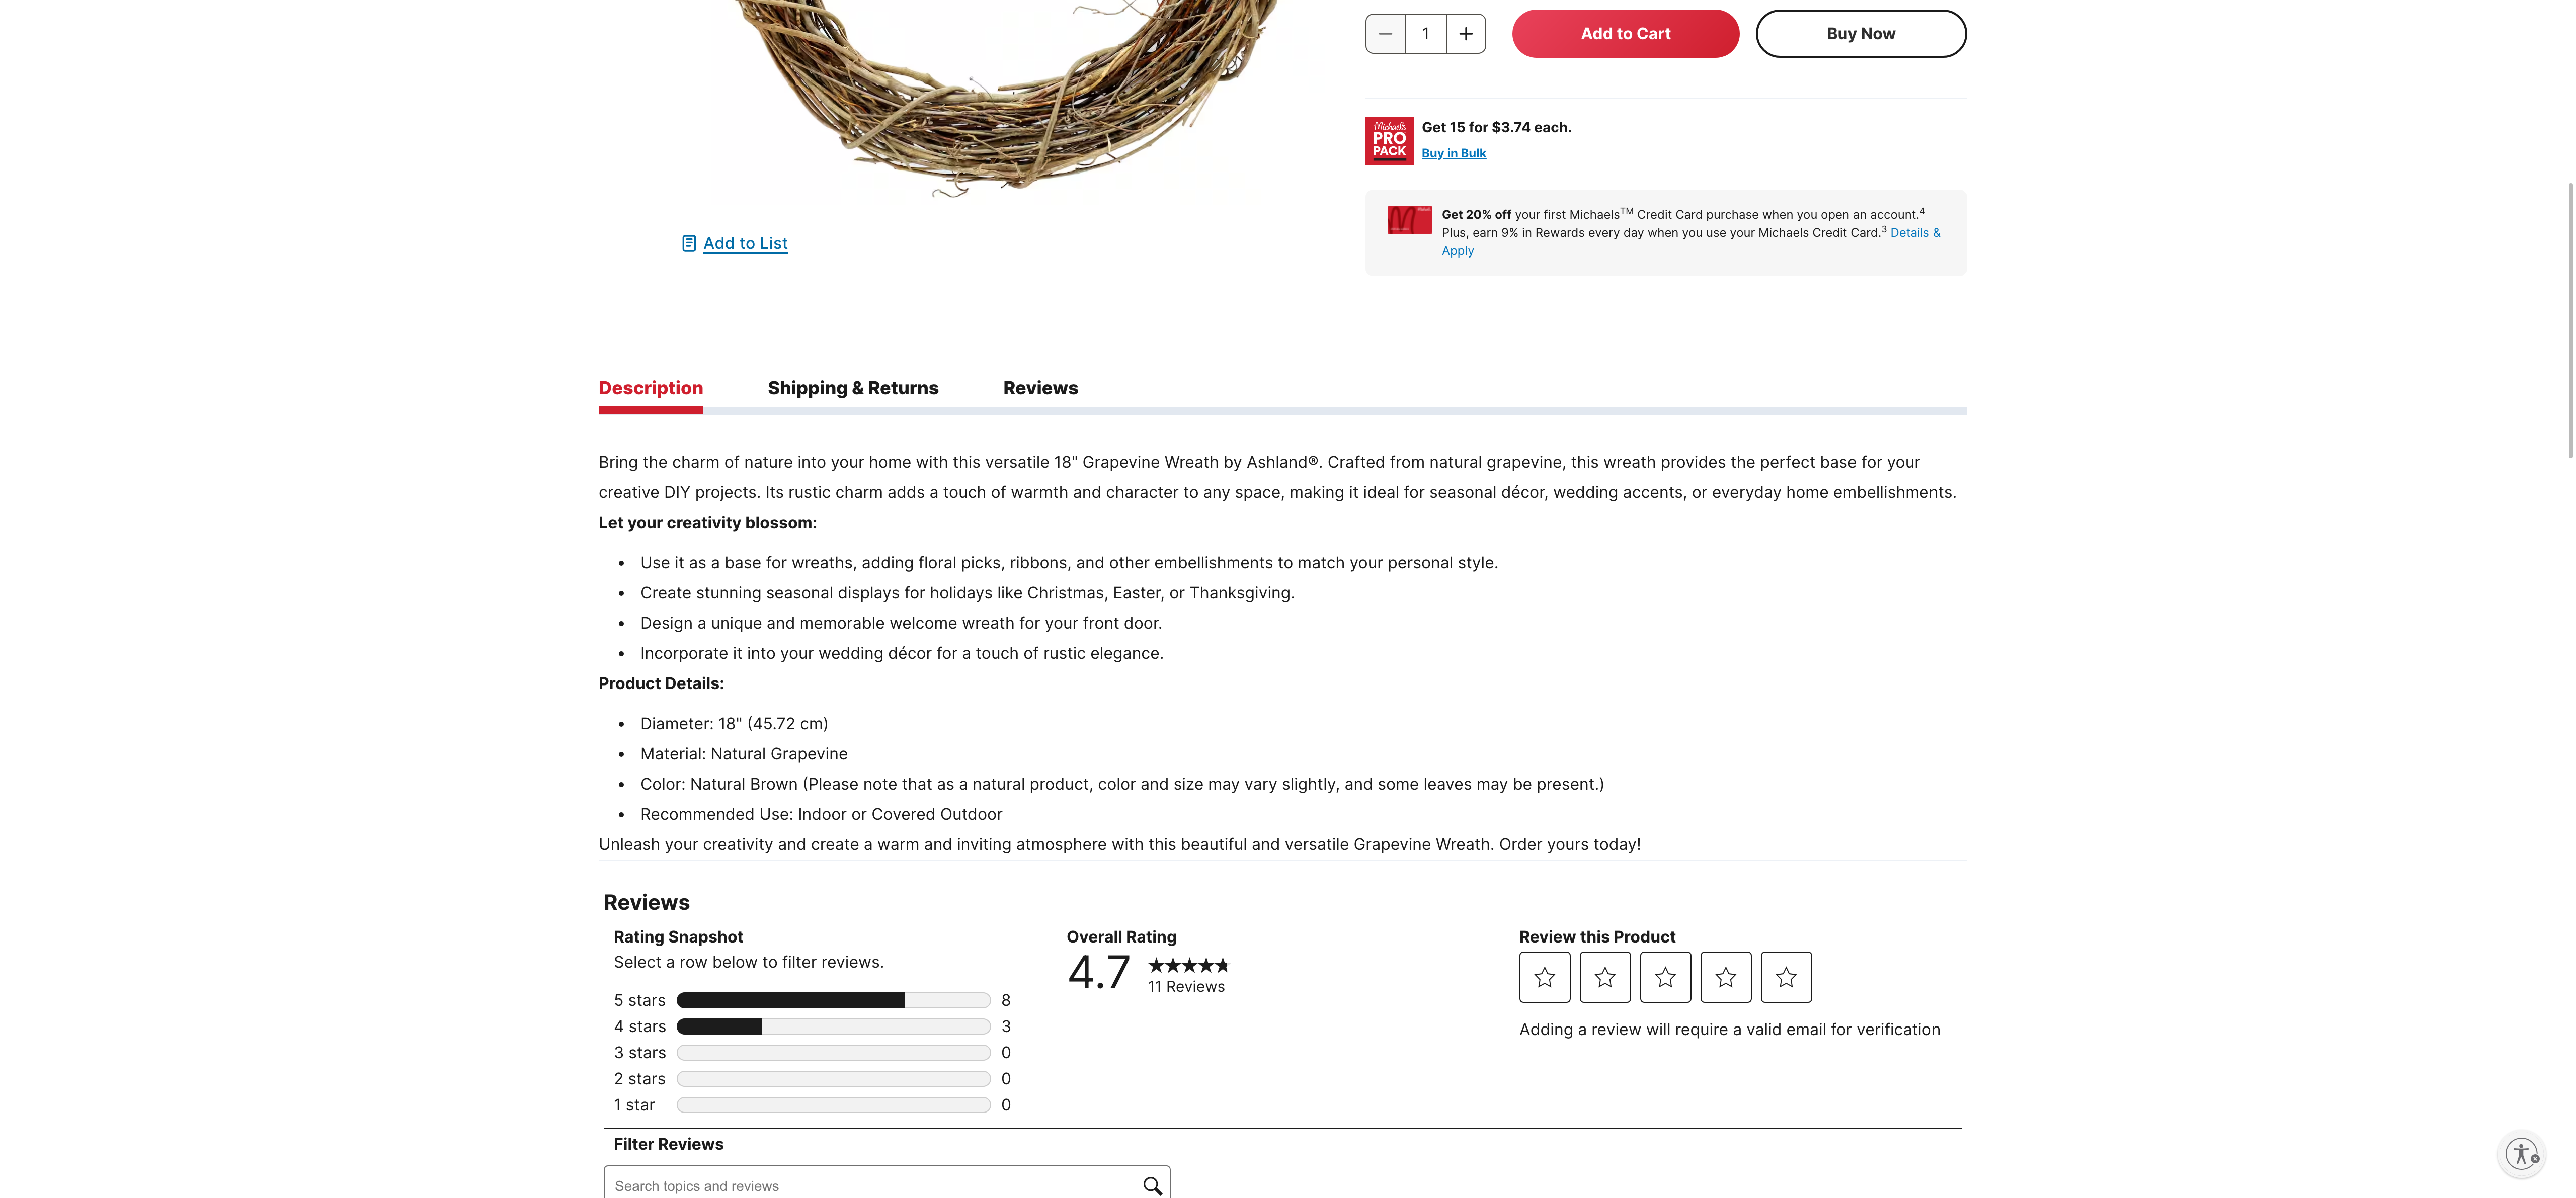 1
Add to Cart
Buy Now
Michaels
PRO
PACK
Get 15 for $3.74 each.
Buy in Bulk
Get 20% off your first Michaels™ Credit Card purchase when you open an account.4
Plus, earn 9% in Rewards every day when you use your Michaels Credit Card.3 Details &
Apply
Add to List
Description
Shipping & Returns
Reviews
Bring the charm of nature into your home with this versatile 18" Grapevine Wreath by Ashland®. Crafted from natural grapevine, this wreath provides the perfect base for your
creative DIY projects. Its rustic charm adds a touch of warmth and character to any space, making it ideal for seasonal décor, wedding accents, or everyday home embellishments.
Let your creativity blossom:
• Use it as a base for wreaths, adding floral picks, ribbons, and other embellishments to match your personal style.
• Create stunning seasonal displays for holidays like Christmas, Easter, or Thanksgiving.
• Design a unique and memorable welcome wreath for your front door.
• Incorporate it into your wedding décor for a touch of rustic elegance.
Product Details:
• Diameter: 18" (45.72 cm)
• Material: Natural Grapevine
• Color: Natural Brown (Please note that as a natural product, color and size may vary slightly, and some leaves may be present.)
• Recommended Use: Indoor or Covered Outdoor
Unleash your creativity and create a warm and inviting atmosphere with this beautiful and versatile Grapevine Wreath. Order yours today!
Reviews
Rating Snapshot
Select a row below to filter reviews.
5 stars 8
4 stars 3
3 stars 0
2 stars 0
1 star 0
Overall Rating
4.7
11 Reviews
Review this Product
Adding a review will require a valid email for verification
Filter Reviews
Search topics and reviews